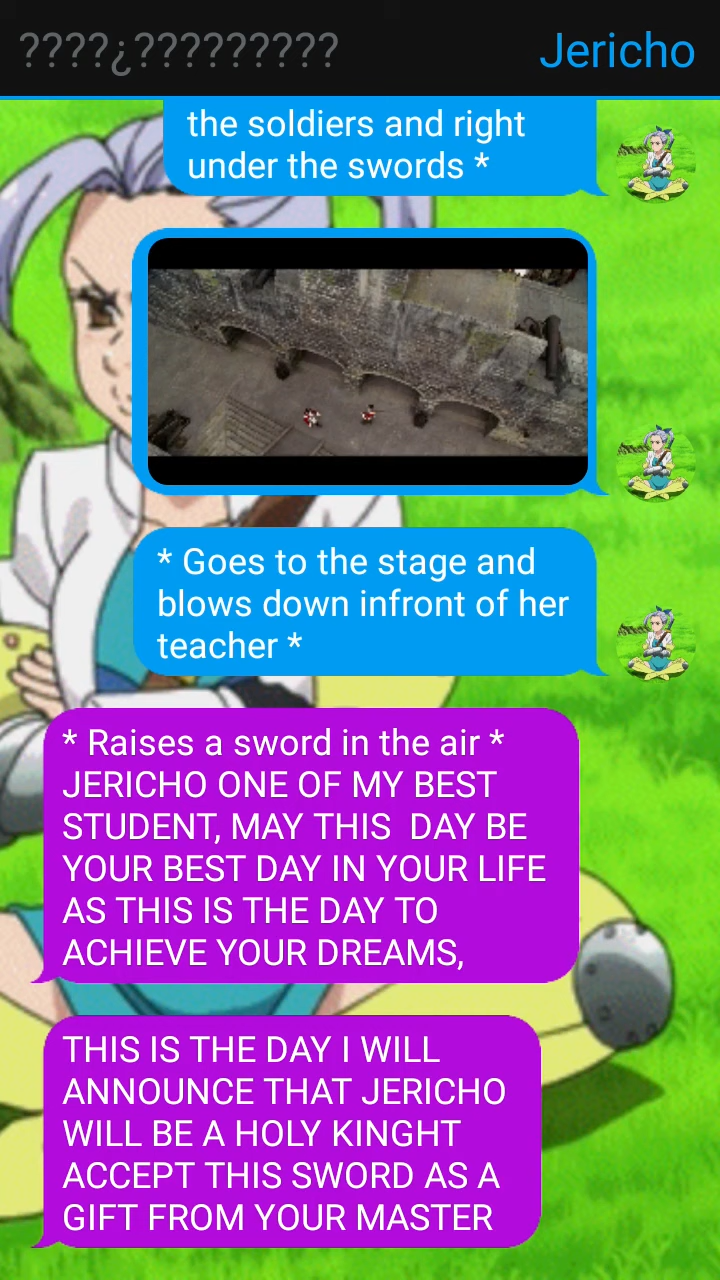 ????¿????????? Jericho
the soldiers and right
under the swords *
* Goes to the stage and
blows down infront of her
teacher *
* Raises a sword in the air *
JERICHO ONE OF MY BEST
STUDENT, MAY THIS  DAY BE
YOUR BEST DAY IN YOUR LIFE
AS THIS IS THE DAY TO
ACHIEVE YOUR DREAMS,
THIS IS THE DAY I WILL
ANNOUNCE THAT JERICHO
WILL BE A HOLY KINGHT
ACCEPT THIS SWORD AS A
GIFT FROM YOUR MASTER